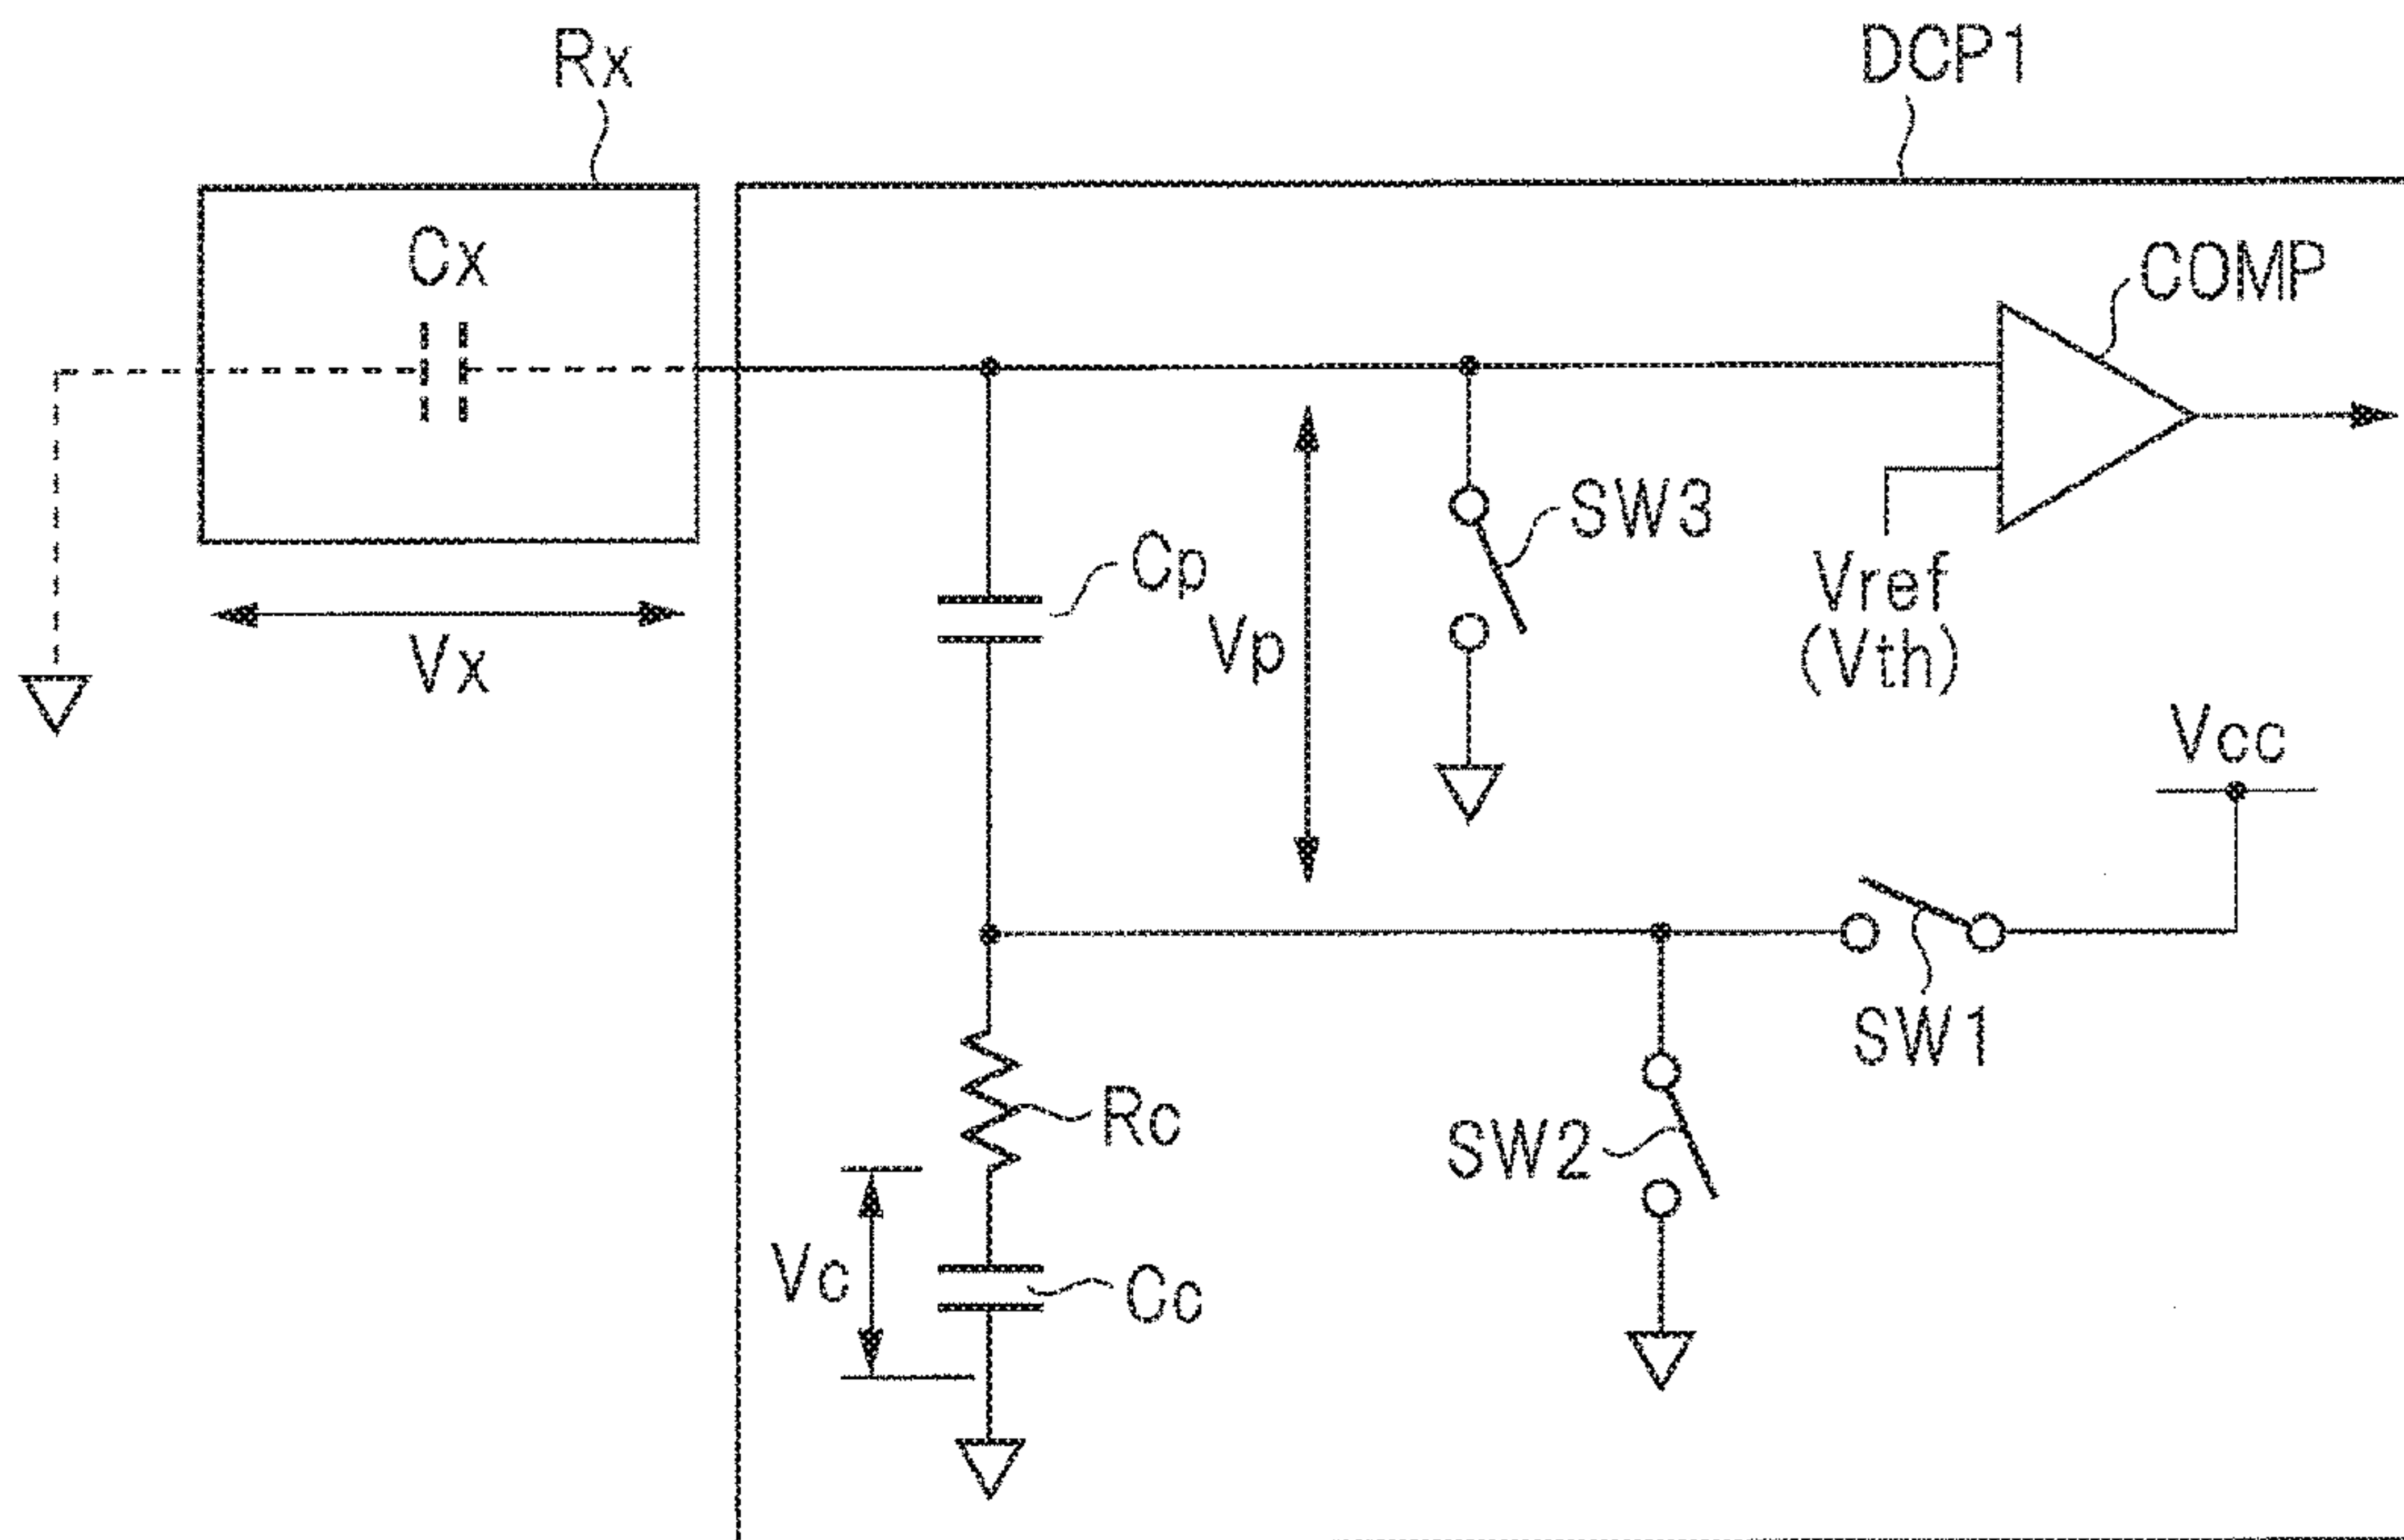 Rx
DCP1
Cx
COMP
SW3
Cp
Vp
Vref
(Vth)
Vx
Vcc
SW1
Rc
SW2
Vc
Cc